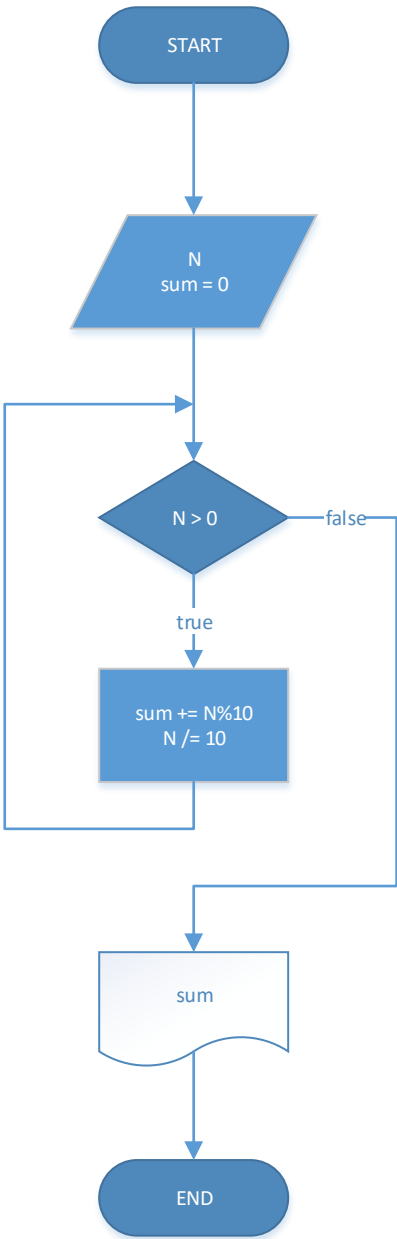 START
N
sum = 0
N > 0
false
true
sum += N%10
N /= 10
sum
END